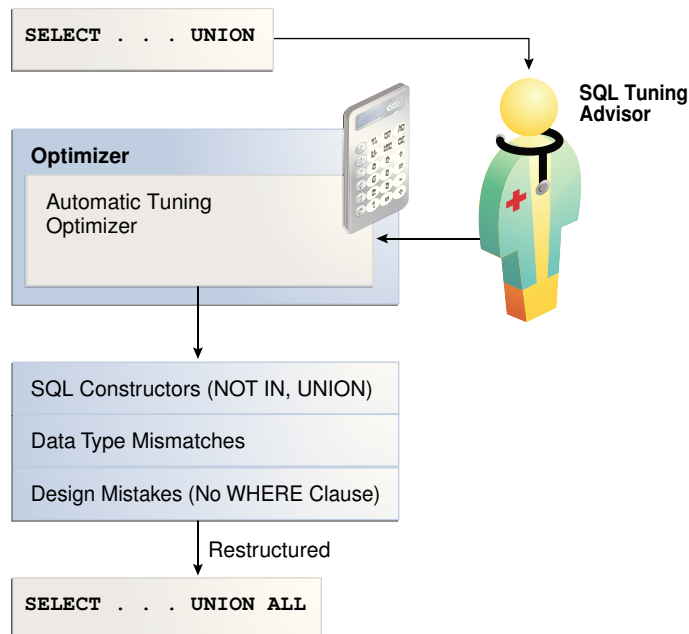 SELECT . . . UNION
SQL Tuning
Advisor
Optimizer
Automatic Tuning
Optimizer
SQL Constructors (NOT IN, UNION)
Data Type Mismatches
Design Mistakes (No WHERE Clause)
Restructured
SELECT . . . UNION ALL